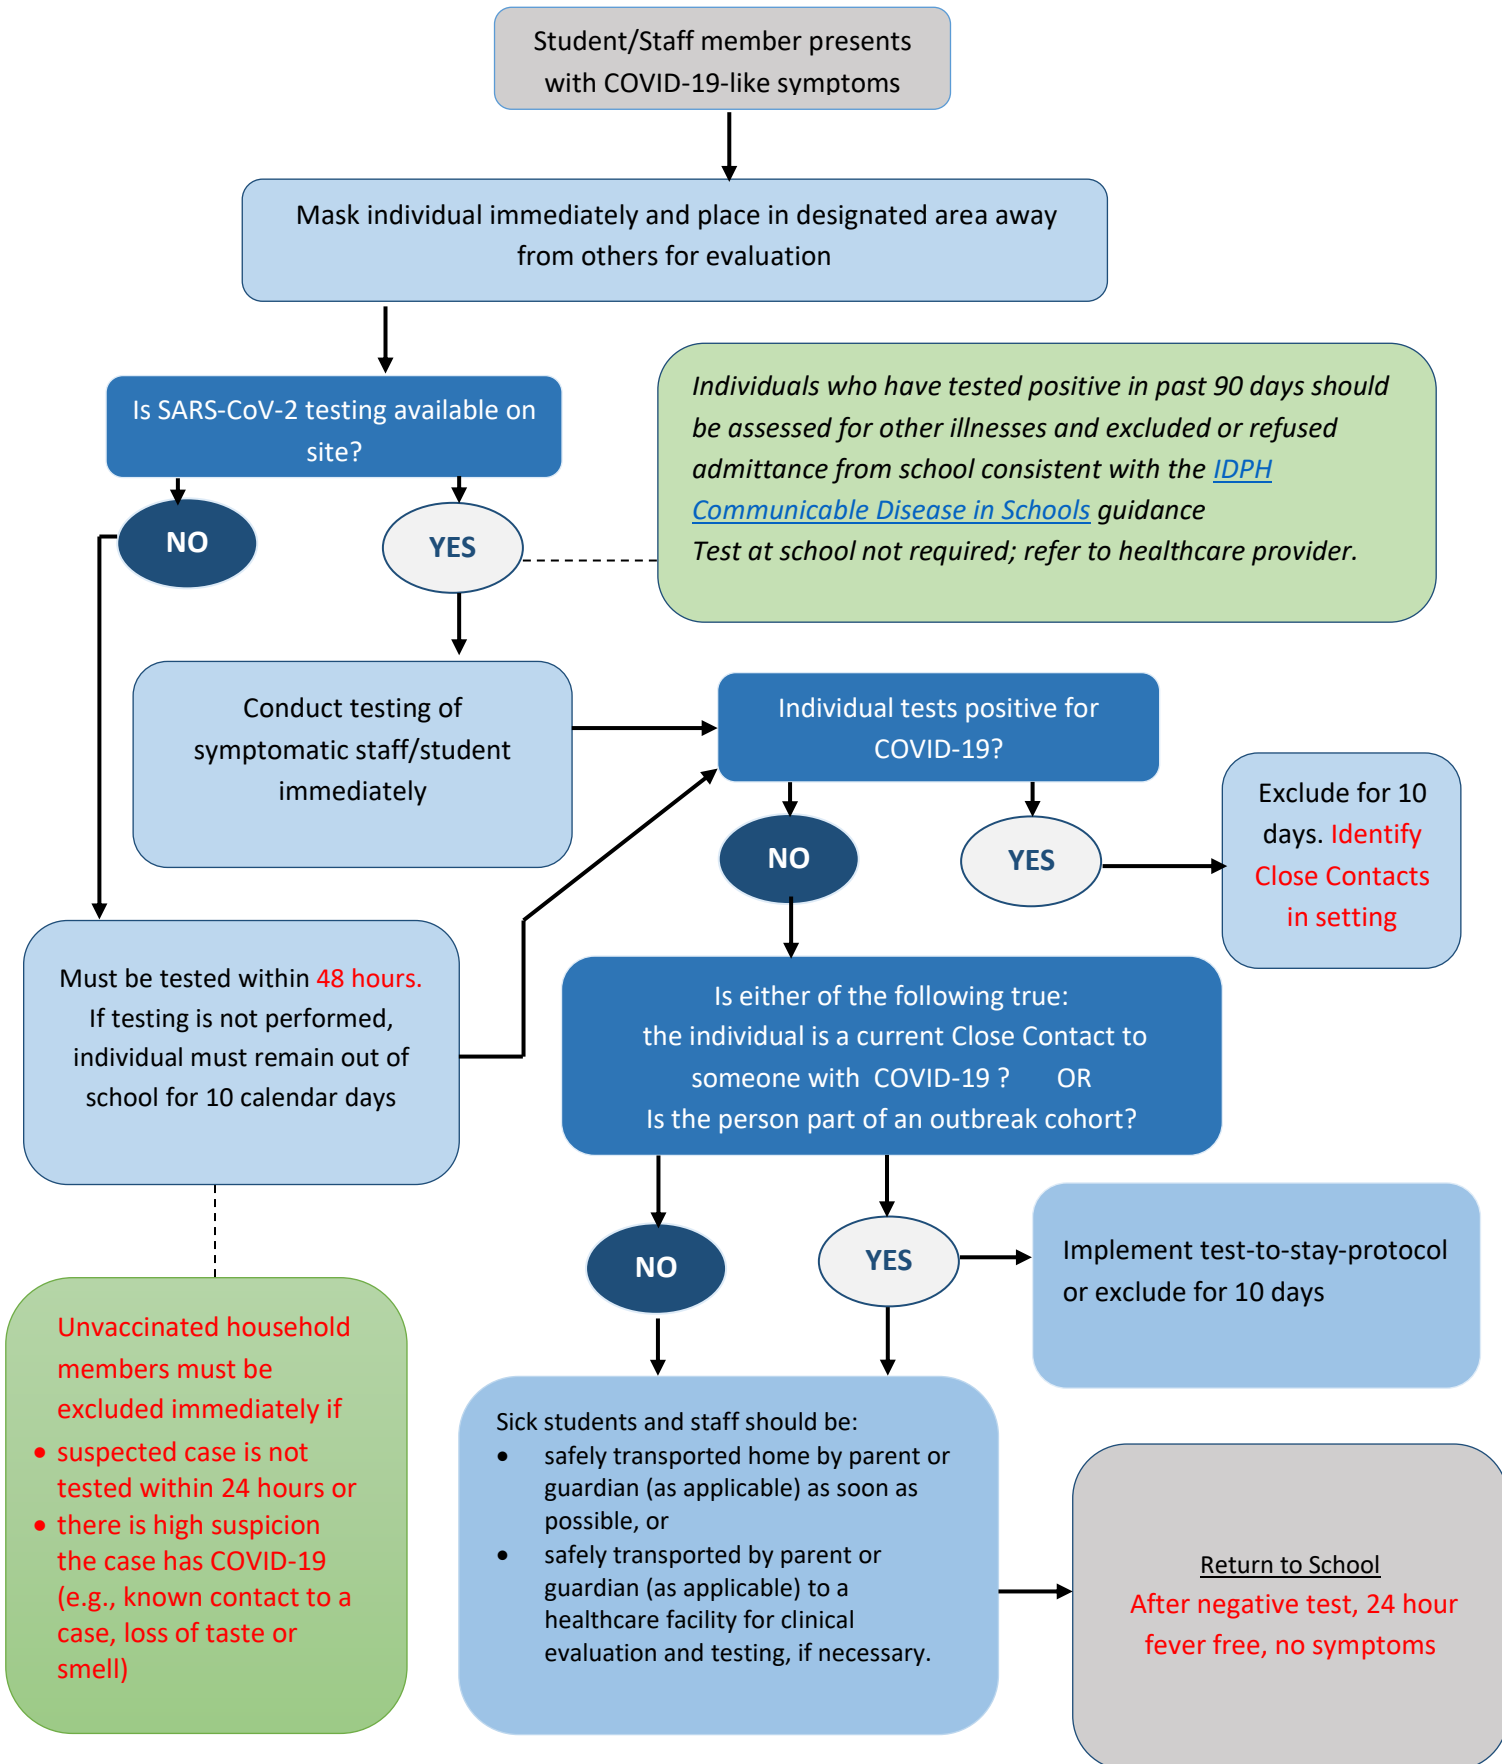 Student/Staff member presents
with COVID-19-like symptoms
Mask individual immediately and place in designated area away
from others for evaluation
Is SARS-CoV-2 testing available on
site?
Individuals who have tested positive in past 90 days should
be assessed for other illnesses and excluded or refused
admittance from school consistent with the IDPH
Communicable Disease in Schools guidance
Test at school not required; refer to healthcare provider.
NO
YES
Conduct testing of
symptomatic staff/student
immediately
Individual tests positive for
COVID-19?
NO
YES
Exclude for 10
days. Identify
Close Contacts
in setting
Must be tested within 48 hours.
If testing is not performed,
individual must remain out of
school for 10 calendar days
Is either of the following true:
the individual is a current Close Contact to
someone with COVID-19 ? OR
Is the person part of an outbreak cohort?
NO
YES
Implement test-to-stay-protocol
or exclude for 10 days
Unvaccinated household
members must be
excluded immediately if
• suspected case is not
tested within 24 hours or
• there is high suspicion
the case has COVID-19
(e.g., known contact to a
case, loss of taste or
smell)
Sick students and staff should be:
• safely transported home by parent or
guardian (as applicable) as soon as
possible, or
• safely transported by parent or
guardian (as applicable) to a
healthcare facility for clinical
evaluation and testing, if necessary.
Return to School
After negative test, 24 hour
fever free, no symptoms